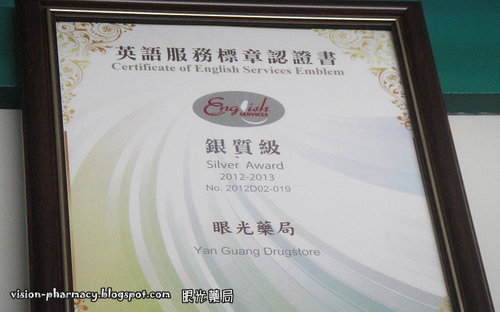 英語服務標章認證書
Certificate of English Services Emblem
English
SERVICES
銀質級
Silver Award
2012-2013
No. 2012D02-019
眼光藥局
Yan Guang Drugstore
vision-pharmacy.blogspot.com 眼光藥局